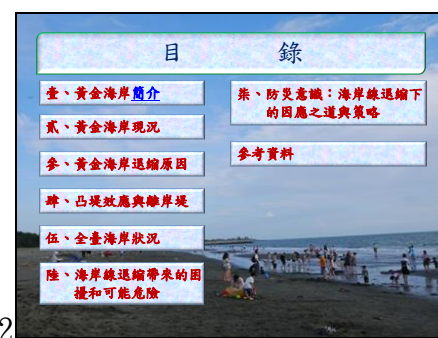 目 錄
壹、黃金海岸簡介
貳、黃金海岸現況
參、黃金海岸退縮原因
肆、凸堤效應與離岸堤
伍、全臺海岸狀況
陸、海岸線退縮帶來的困
擾和可能危險
柒、防災意識：海岸線退縮下
的因應之道與策略
參考資料
2